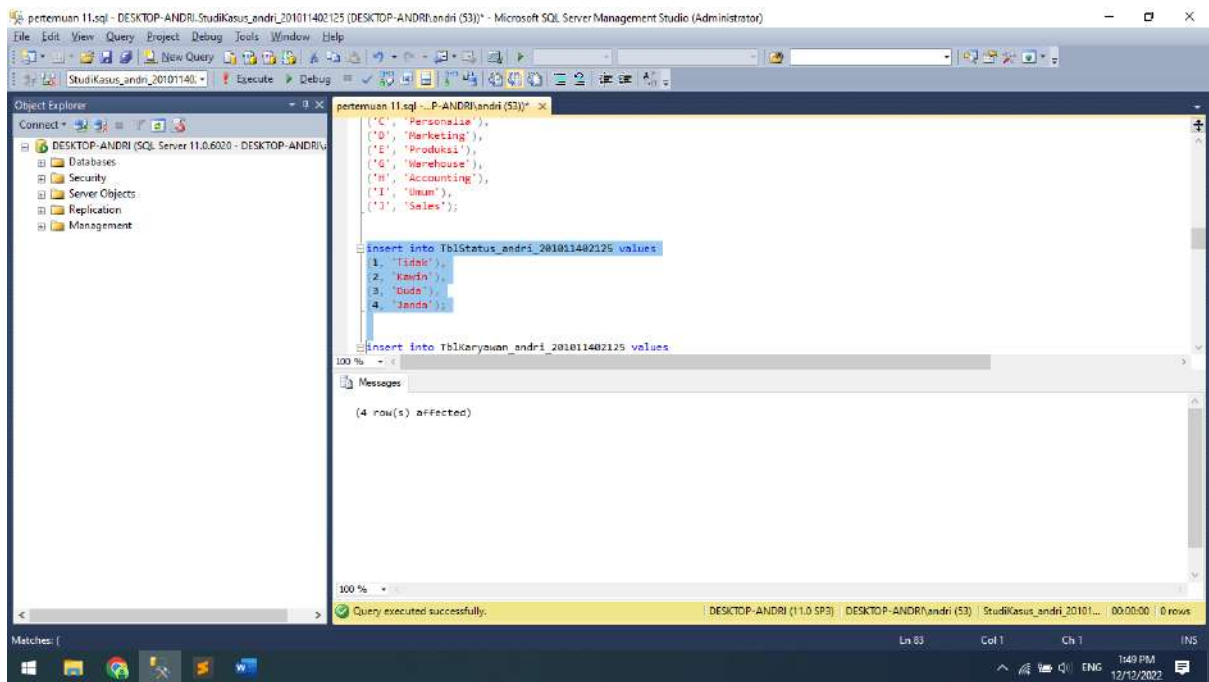 pertemuan 11.sql - DESKTOP-ANDRI.StudiKasus_andri_201011402125 (DESKTOP-ANDRI\andri (53))* - Microsoft SQL Server Management Studio (Administrator)
File Edit View Query Project Debug Tools Window Help
New Query
StudiKasus_andri_20101140 Execute Debug
Object Explorer
Connect
DESKTOP-ANDRI (SQL Server 11.0.6020 - DESKTOP-ANDRI\
Databases
Security
Server Objects
Replication
Management
pertemuan 11.sql -...P-ANDRI\andri (53))*
('C', 'Personalia'),
('D', 'Marketing'),
('E', 'Produksi'),
('G', 'Warehouse'),
('H', 'Accounting'),
('I', 'Umum'),
('J', 'Sales');
insert into TblStatus_andri_201011402125 values
(1, 'Tidak'),
(2, 'Kawin'),
(3, 'Duda'),
(4, 'Janda');
insert into TblKaryawan_andri_201011402125 values
100 %
Messages
(4 row(s) affected)
100 %
Query executed successfully.
DESKTOP-ANDRI (11.0 SP3) DESKTOP-ANDRI\andri (53) StudiKasus_andri_20101... 00:00:00 0 rows
Matches: (
Ln 83 Col 1 Ch 1 INS
ENG
1:49 PM
12/12/2022